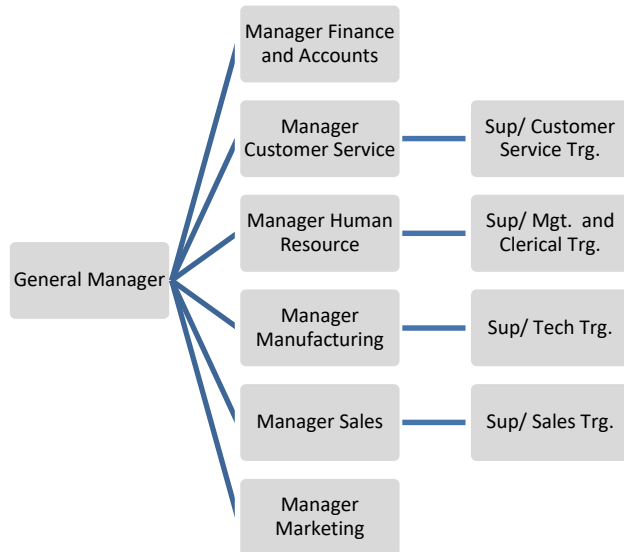 Manager Finance
and Accounts
Manager
Customer Service
Sup/ Customer
Service Trg.
Manager Human
Resource
Sup/ Mgt. and
Clerical Trg.
General Manager
Manager
Manufacturing
Sup/ Tech Trg.
Manager Sales
Sup/ Sales Trg.
Manager
Marketing